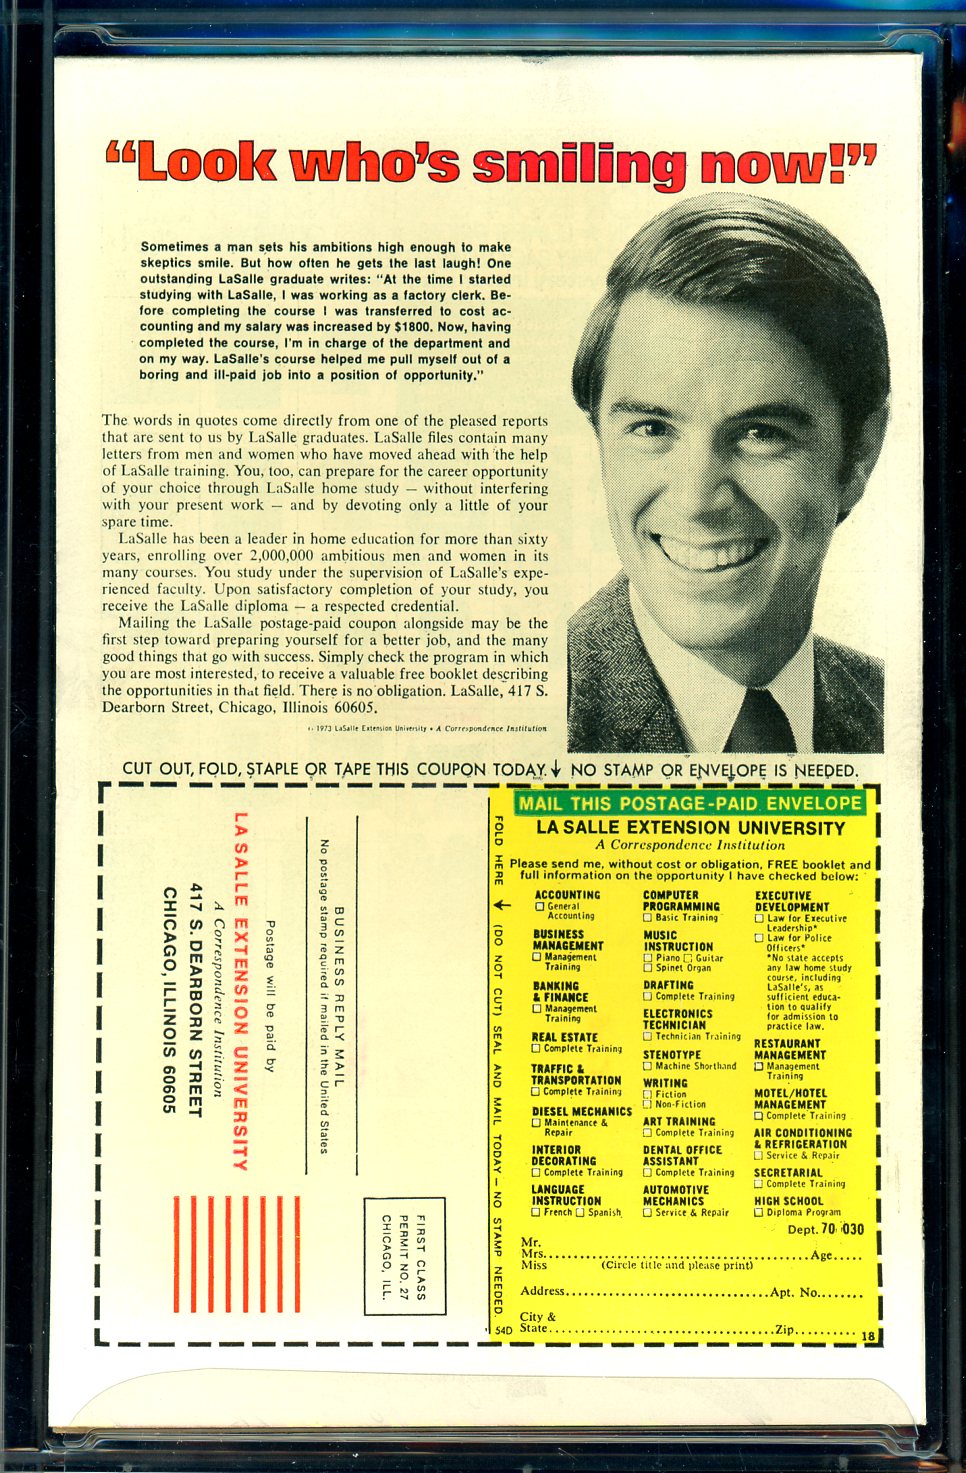 “Look who's smiling now!”
Sometimes a man sets his ambitions high enough to make
skeptics smile. But how often he gets the last laugh! One
outstanding LaSalle graduate writes: “At the time I started
studying with LaSalle, I was working as a factory clerk. Be-
fore completing the course I was transferred to cost ac-
counting and my salary was increased by $1800. Now, having
completed the course, I'm in charge of the department and
on my way. LaSalle's course helped me pull myself out of a
boring and ill-paid job into a position of opportunity.”
The words in quotes come directly from one of the pleased reports
that are sent to us by LaSalle graduates. LaSalle files contain many
letters from men and women who have moved ahead with the help
of LaSalle training. You, too, can prepare for the career opportunity
of your choice through LaSalle home study — without interfering
with your present work — and by devoting only a little of your
spare time.
LaSalle has been a leader in home education for more than sixty
years, enrolling over 2,000,000 ambitious men and women in its
many courses. You study under the supervision of LaSalle's expe-
rienced faculty. Upon satisfactory completion of your study, you
receive the LaSalle diploma — a respected credential.
Mailing the LaSalle postage-paid coupon alongside may be the
first step toward preparing yourself for a better job, and the many
good things that go with success. Simply check the program in which
you are most interested, to receive a valuable free booklet describing
the opportunities in that field. There is no obligation. LaSalle, 417 S.
Dearborn Street, Chicago, Illinois 60605.
© 1973 LaSalle Extension University • A Correspondence Institution
CUT OUT, FOLD, STAPLE OR TAPE THIS COUPON TODAY. ↓ NO STAMP OR ENVELOPE IS NEEDED.
FIRST CLASS
PERMIT NO. 27
CHICAGO, ILL.
BUSINESS REPLY MAIL
No postage stamp required if mailed in the United States
Postage will be paid by
LA SALLE EXTENSION UNIVERSITY
A Correspondence Institution
417 S. DEARBORN STREET
CHICAGO, ILLINOIS 60605
FOLD HERE ← (DO NOT CUT) SEAL AND MAIL TODAY — NO STAMP NEEDED.
54D
MAIL THIS POSTAGE-PAID ENVELOPE
LA SALLE EXTENSION UNIVERSITY
A Correspondence Institution
Please send me, without cost or obligation, FREE booklet and
full information on the opportunity I have checked below:
ACCOUNTING
☐ General
Accounting
BUSINESS
MANAGEMENT
☐ Management
Training
BANKING
& FINANCE
☐ Management
Training
REAL ESTATE
☐ Complete Training
TRAFFIC &
TRANSPORTATION
☐ Complete Training
DIESEL MECHANICS
☐ Maintenance &
Repair
INTERIOR
DECORATING
☐ Complete Training
LANGUAGE
INSTRUCTION
☐ French ☐ Spanish
COMPUTER
PROGRAMMING
☐ Basic Training
MUSIC
INSTRUCTION
☐ Piano ☐ Guitar
☐ Spinet Organ
DRAFTING
☐ Complete Training
ELECTRONICS
TECHNICIAN
☐ Technician Training
STENOTYPE
☐ Machine Shorthand
WRITING
☐ Fiction
☐ Non-Fiction
ART TRAINING
☐ Complete Training
DENTAL OFFICE
ASSISTANT
☐ Complete Training
AUTOMOTIVE
MECHANICS
☐ Service & Repair
EXECUTIVE
DEVELOPMENT
☐ Law for Executive
Leadership*
☐ Law for Police
Officers*
*No state accepts
any law home study
course, including
LaSalle's, as
sufficient educa-
tion to qualify
for admission to
practice law.
RESTAURANT
MANAGEMENT
☐ Management
Training
MOTEL/HOTEL
MANAGEMENT
☐ Complete Training
AIR CONDITIONING
& REFRIGERATION
☐ Service & Repair
SECRETARIAL
☐ Complete Training
HIGH SCHOOL
☐ Diploma Program
Dept. 70 030
Mr.
Mrs. Age
Miss (Circle title and please print)
Address Apt. No.
City &
State Zip
18